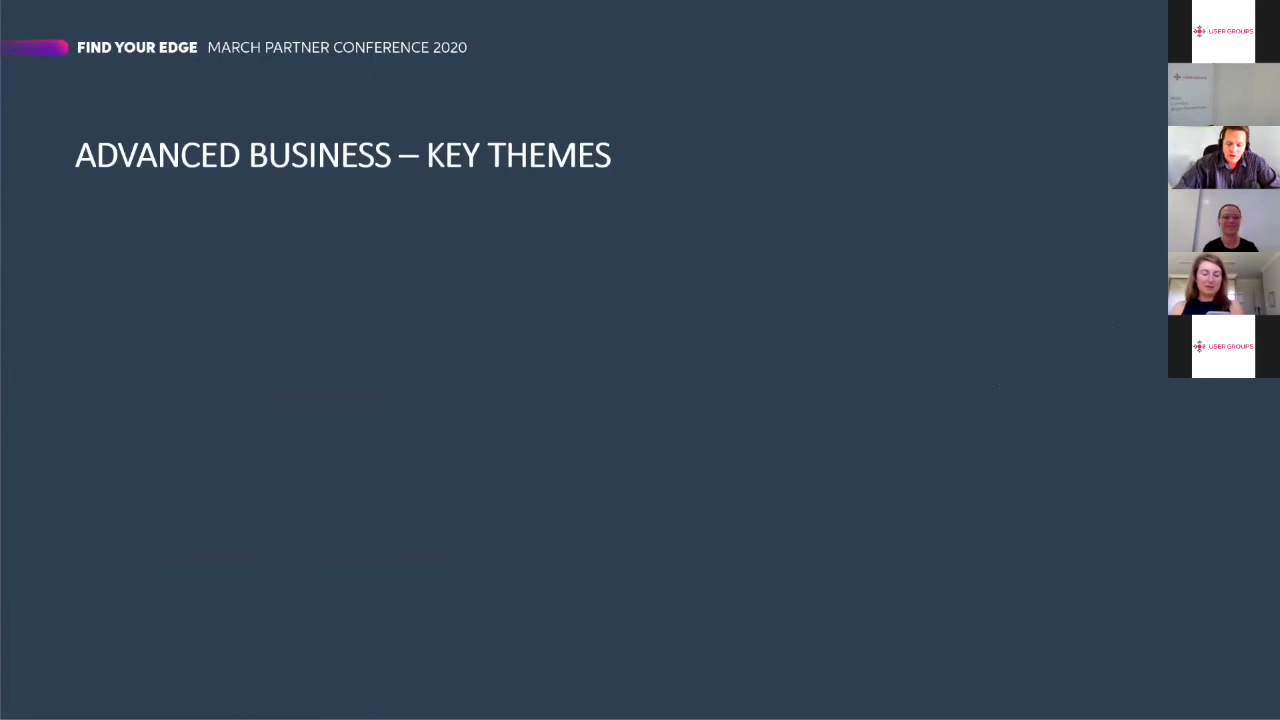 FIND YOUR EDGE MARCH PARTNER CONFERENCE 2020
ADVANCED BUSINESS – KEY THEMES
USER GROUPS
USER GROUPS